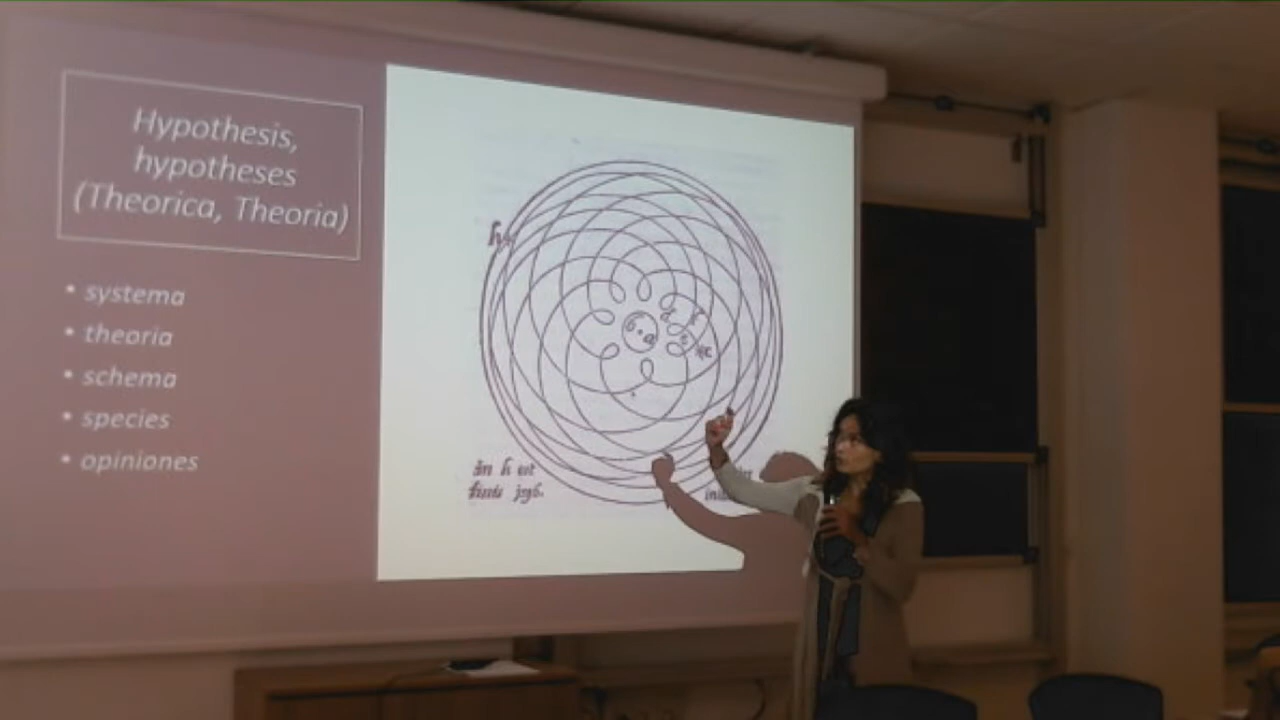 Hypothesis,
hypotheses
(Theorica, Theoria)
• systema
• theoria
• schema
• species
• opiniones